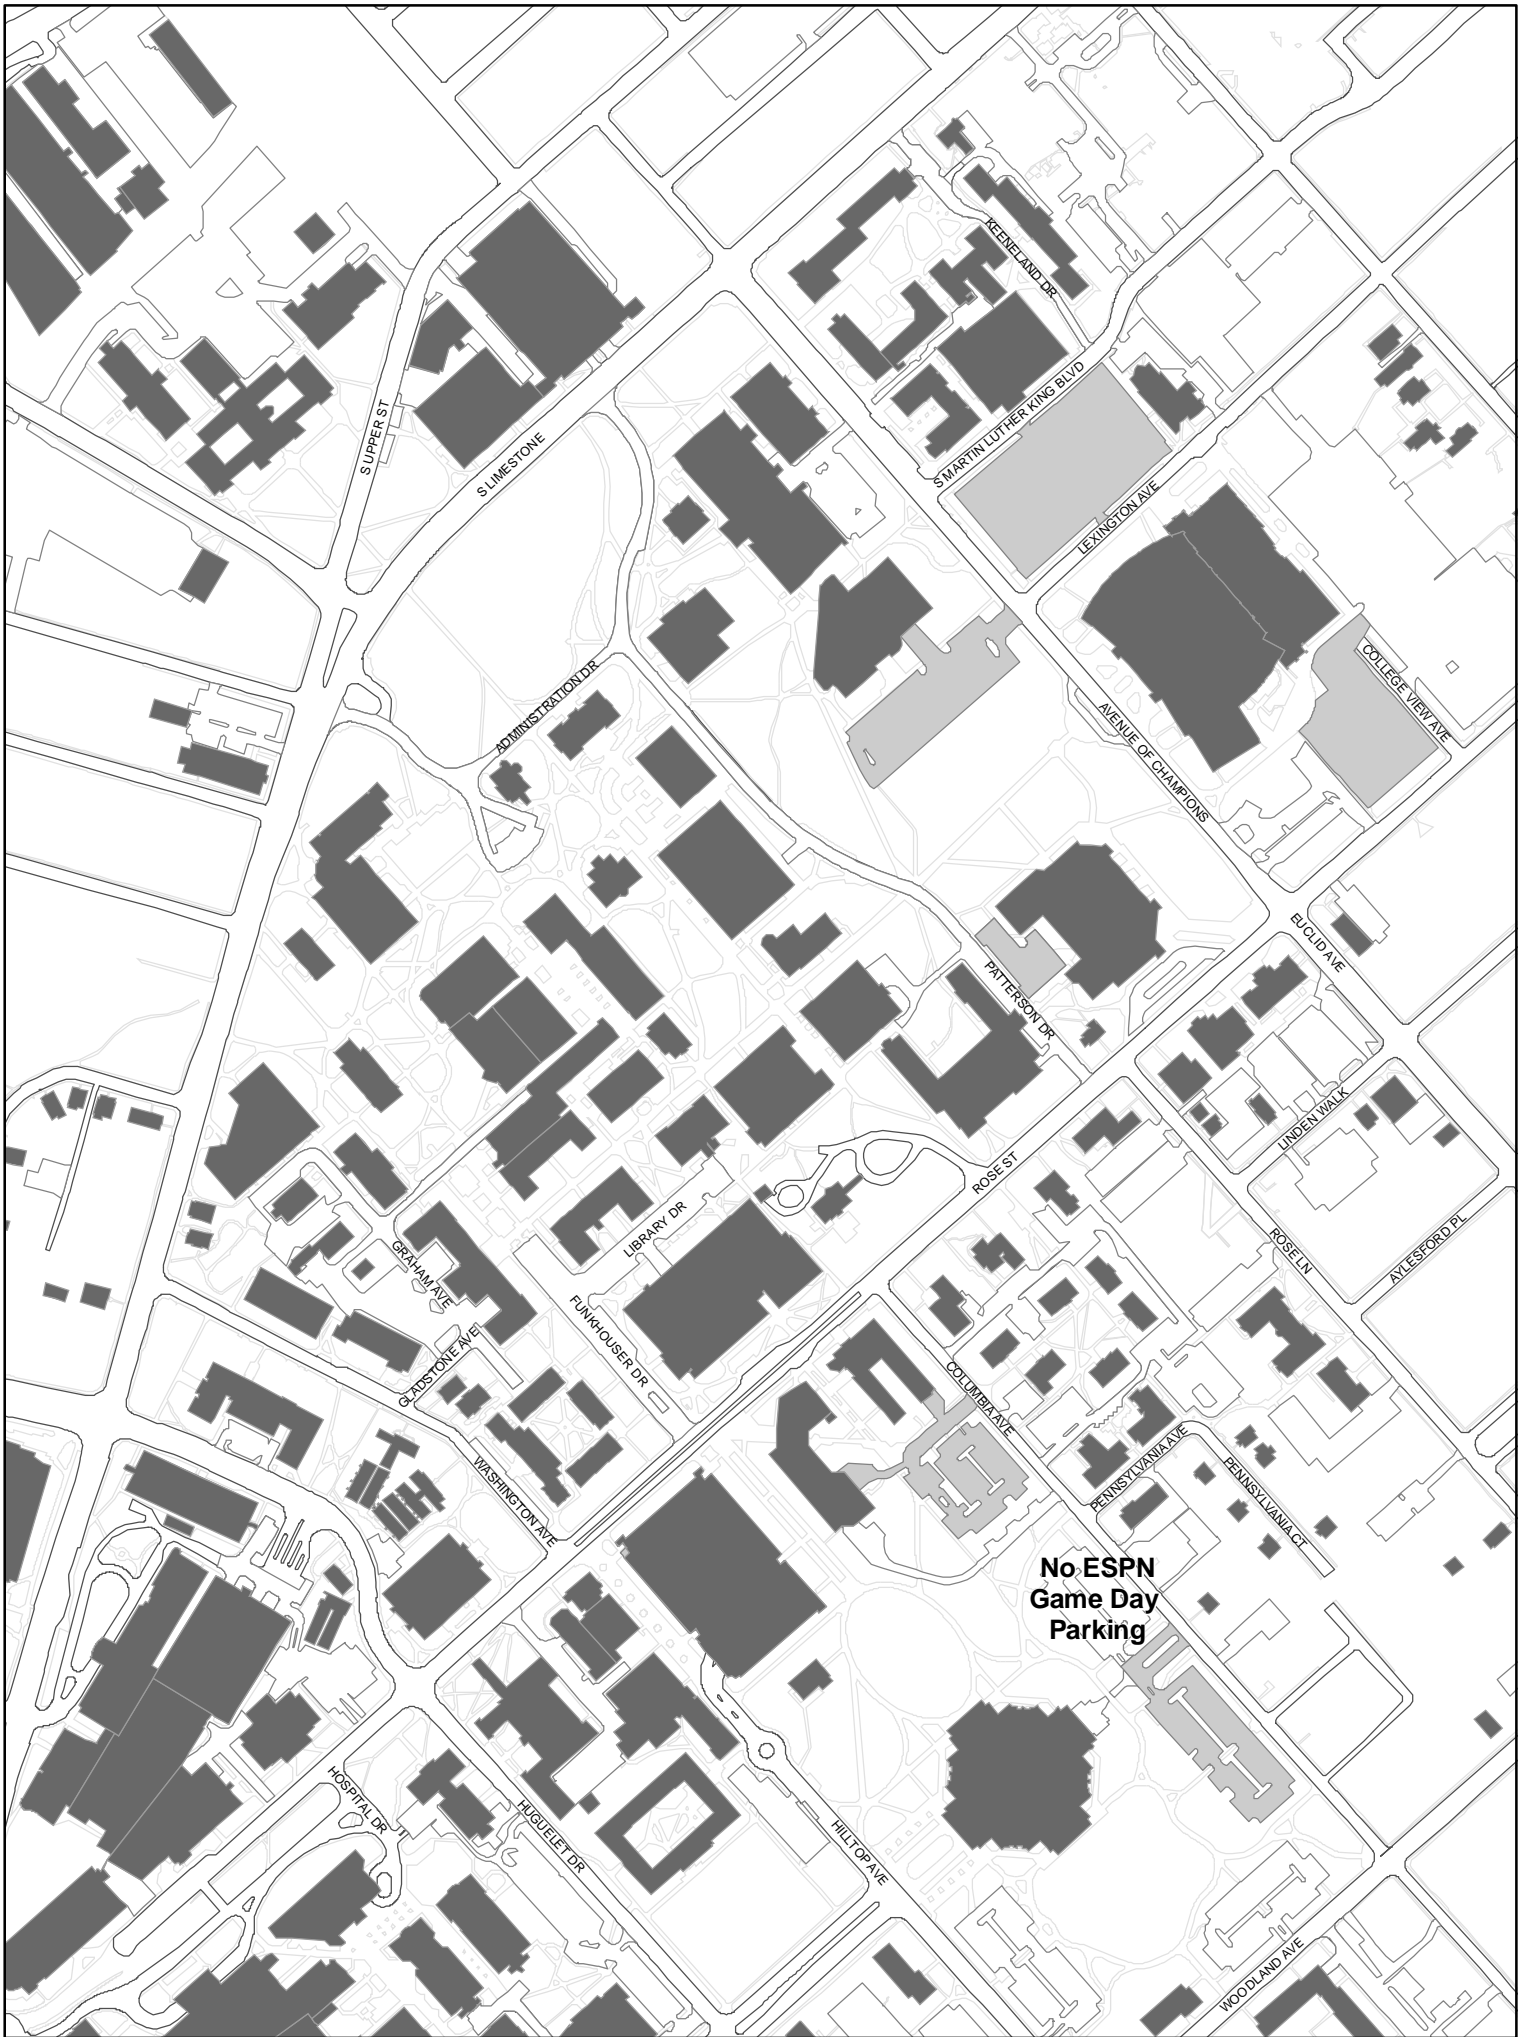 KEENELAND DR
S MARTIN LUTHER KING BLVD
S UPPER ST
S LIMESTONE
LEXINGTON AVE
COLLEGE VIEW AVE
ADMINISTRATION DR
AVENUE OF CHAMPIONS
EUCLID AVE
PATTERSON DR
LINDEN WALK
ROSE ST
LIBRARY DR
GRAHAM AVE
ROSE LN
AYLESFORD PL
FUNKHOUSER DR
GLADSTONE AVE
COLUMBIA AVE
PENNSYLVANIA AVE
PENNSYLVANIA CT
WASHINGTON AVE
No ESPN
Game Day
Parking
HOSPITAL DR
HUGUELET DR
HILLTOP AVE
WOODLAND AVE